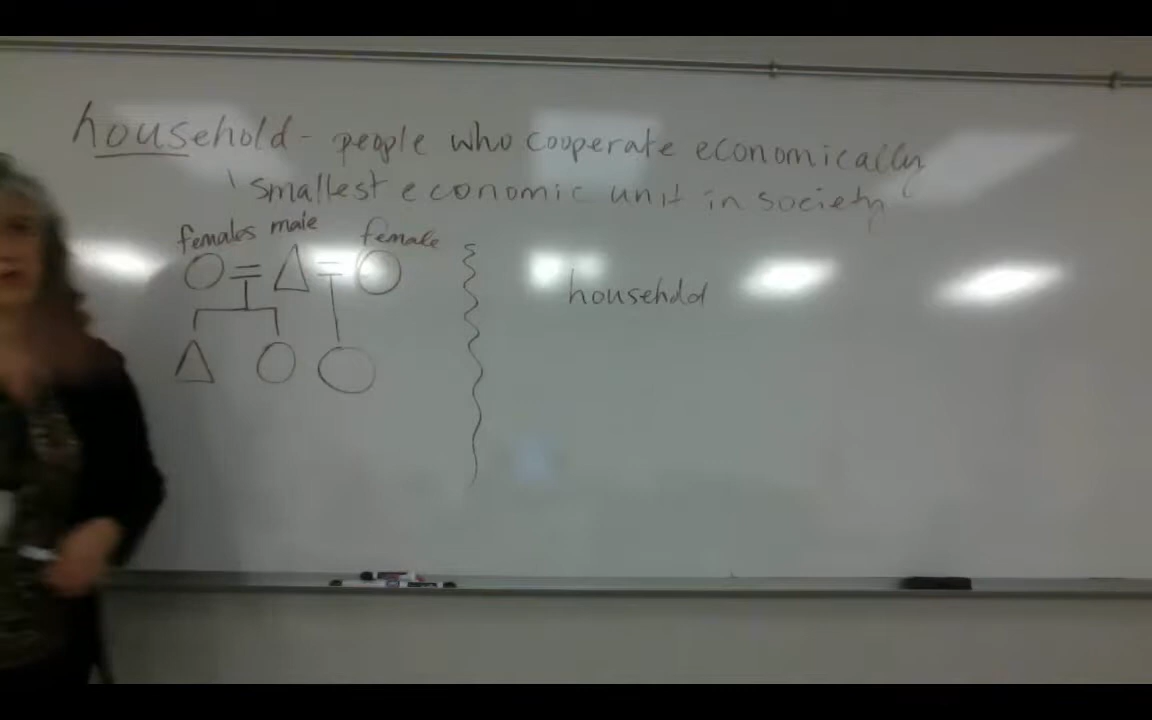 household - people who cooperate economically
smallest economic unit in society
females male female
household